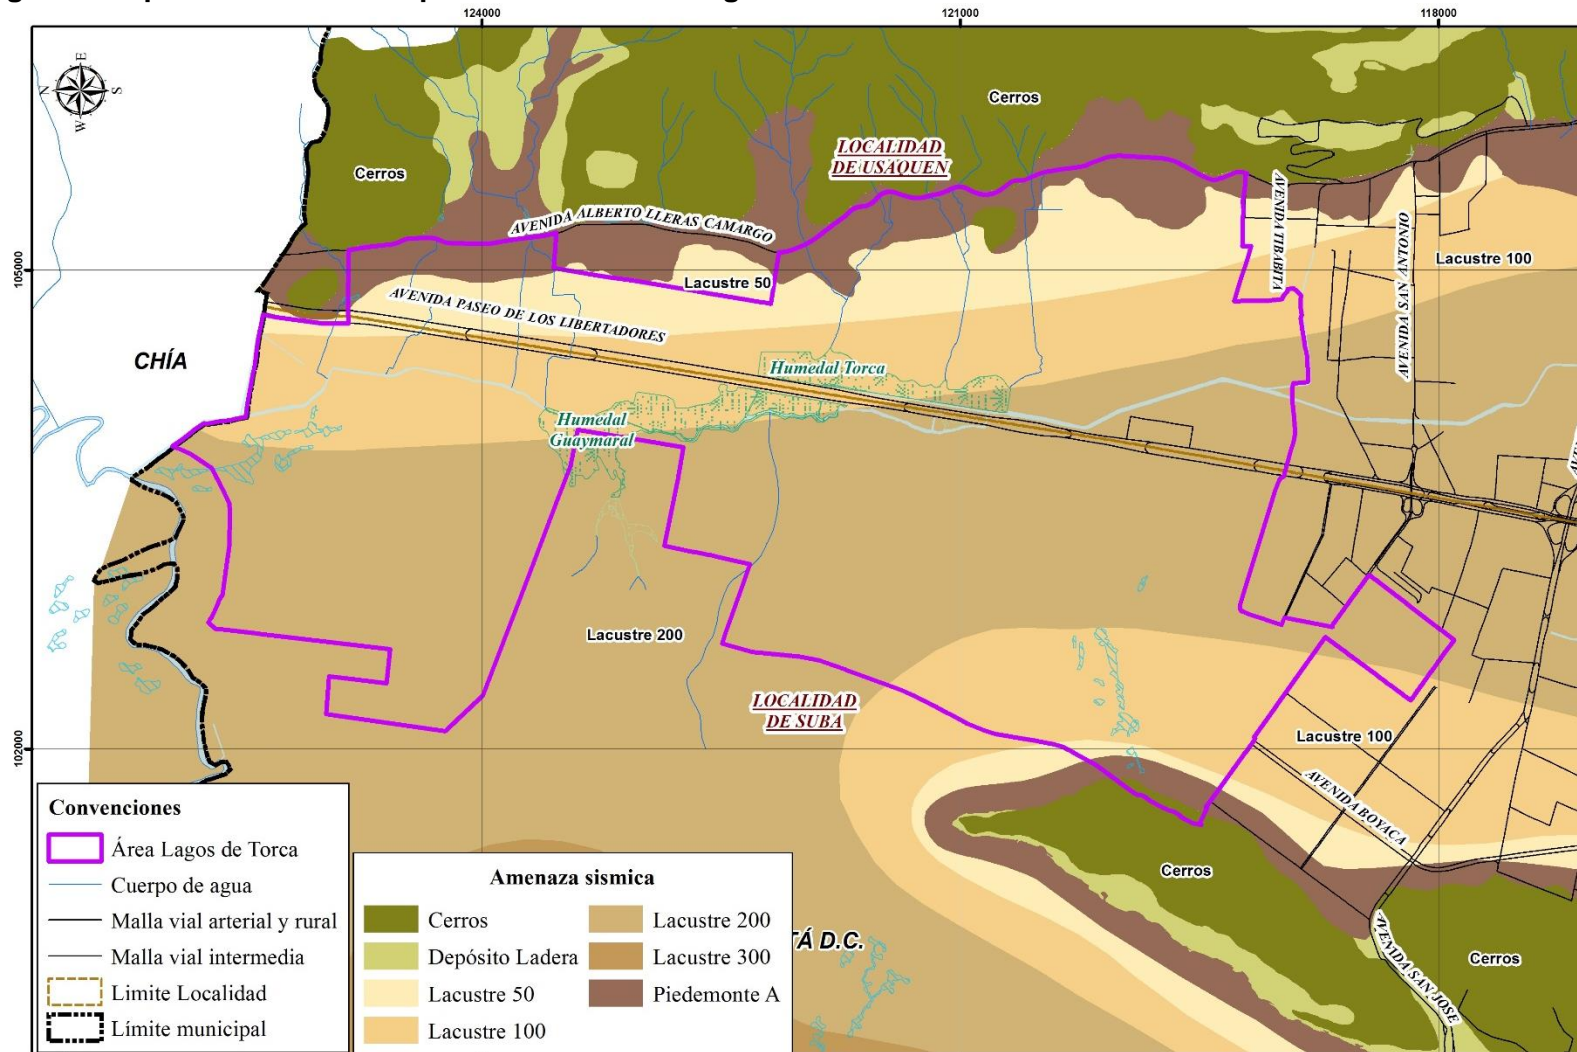 124000
121000
118000
105000
102000
E
N
S
W
Cerros
LOCALIDAD
DE USAQUEN
Cerros
AVENIDA ALBERTO LLERAS CAMARGO
AVENIDA TIBABITA
AVENIDA SAN ANTONIO
Lacustre 100
Lacustre 50
AVENIDA PASEO DE LOS LIBERTADORES
CHÍA
Humedal Torca
Humedal
Guaymaral
Lacustre 200
LOCALIDAD
DE SUBA
Lacustre 100
AVENIDA BOYACA
Cerros
AVENIDA SAN JOSE
Cerros
TÁ D.C.
Convenciones
Área Lagos de Torca
Cuerpo de agua
Malla vial arterial y rural
Malla vial intermedia
Limite Localidad
Límite municipal
Amenaza sismica
Cerros
Depósito Ladera
Lacustre 50
Lacustre 100
Lacustre 200
Lacustre 300
Piedemonte A